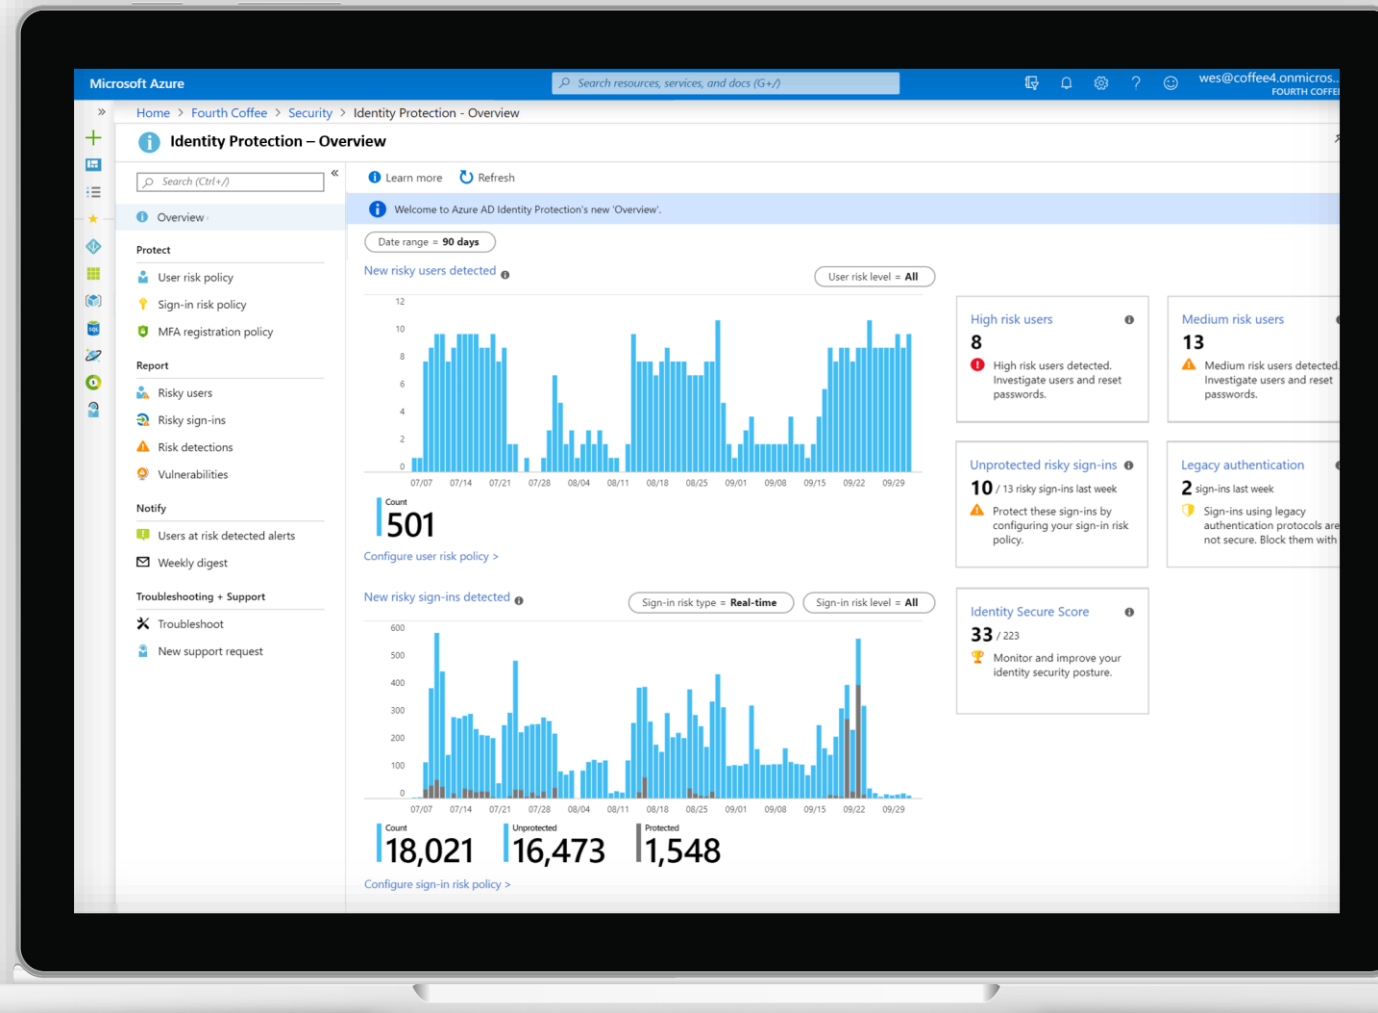 Microsoft Azure
Search resources, services, and docs (G+/)
wes@coffee4.onmicros...
FOURTH COFFEE
Home > Fourth Coffee > Security > Identity Protection - Overview
Identity Protection – Overview
Search (Ctrl+/)
Overview
Protect
User risk policy
Sign-in risk policy
MFA registration policy
Report
Risky users
Risky sign-ins
Risk detections
Vulnerabilities
Notify
Users at risk detected alerts
Weekly digest
Troubleshooting + Support
Troubleshoot
New support request
Learn more
Refresh
Welcome to Azure AD Identity Protection's new 'Overview'.
Date range = 90 days
New risky users detected
User risk level = All
12
10
8
6
4
2
0
07/07 07/14 07/21 07/28 08/04 08/11 08/18 08/25 09/01 09/08 09/15 09/22 09/29
Count
501
Configure user risk policy >
New risky sign-ins detected
Sign-in risk type = Real-time
Sign-in risk level = All
600
500
400
300
200
100
0
07/07 07/14 07/21 07/28 08/04 08/11 08/18 08/25 09/01 09/08 09/15 09/22 09/29
Count
18,021
Unprotected
16,473
Protected
1,548
Configure sign-in risk policy >
High risk users
8
High risk users detected.
Investigate users and reset
passwords.
Medium risk users
13
Medium risk users detected.
Investigate users and reset
passwords.
Unprotected risky sign-ins
10 / 13 risky sign-ins last week
Protect these sign-ins by
configuring your sign-in risk
policy.
Legacy authentication
2 sign-ins last week
Sign-ins using legacy
authentication protocols are
not secure. Block them with
Identity Secure Score
33 / 223
Monitor and improve your
identity security posture.